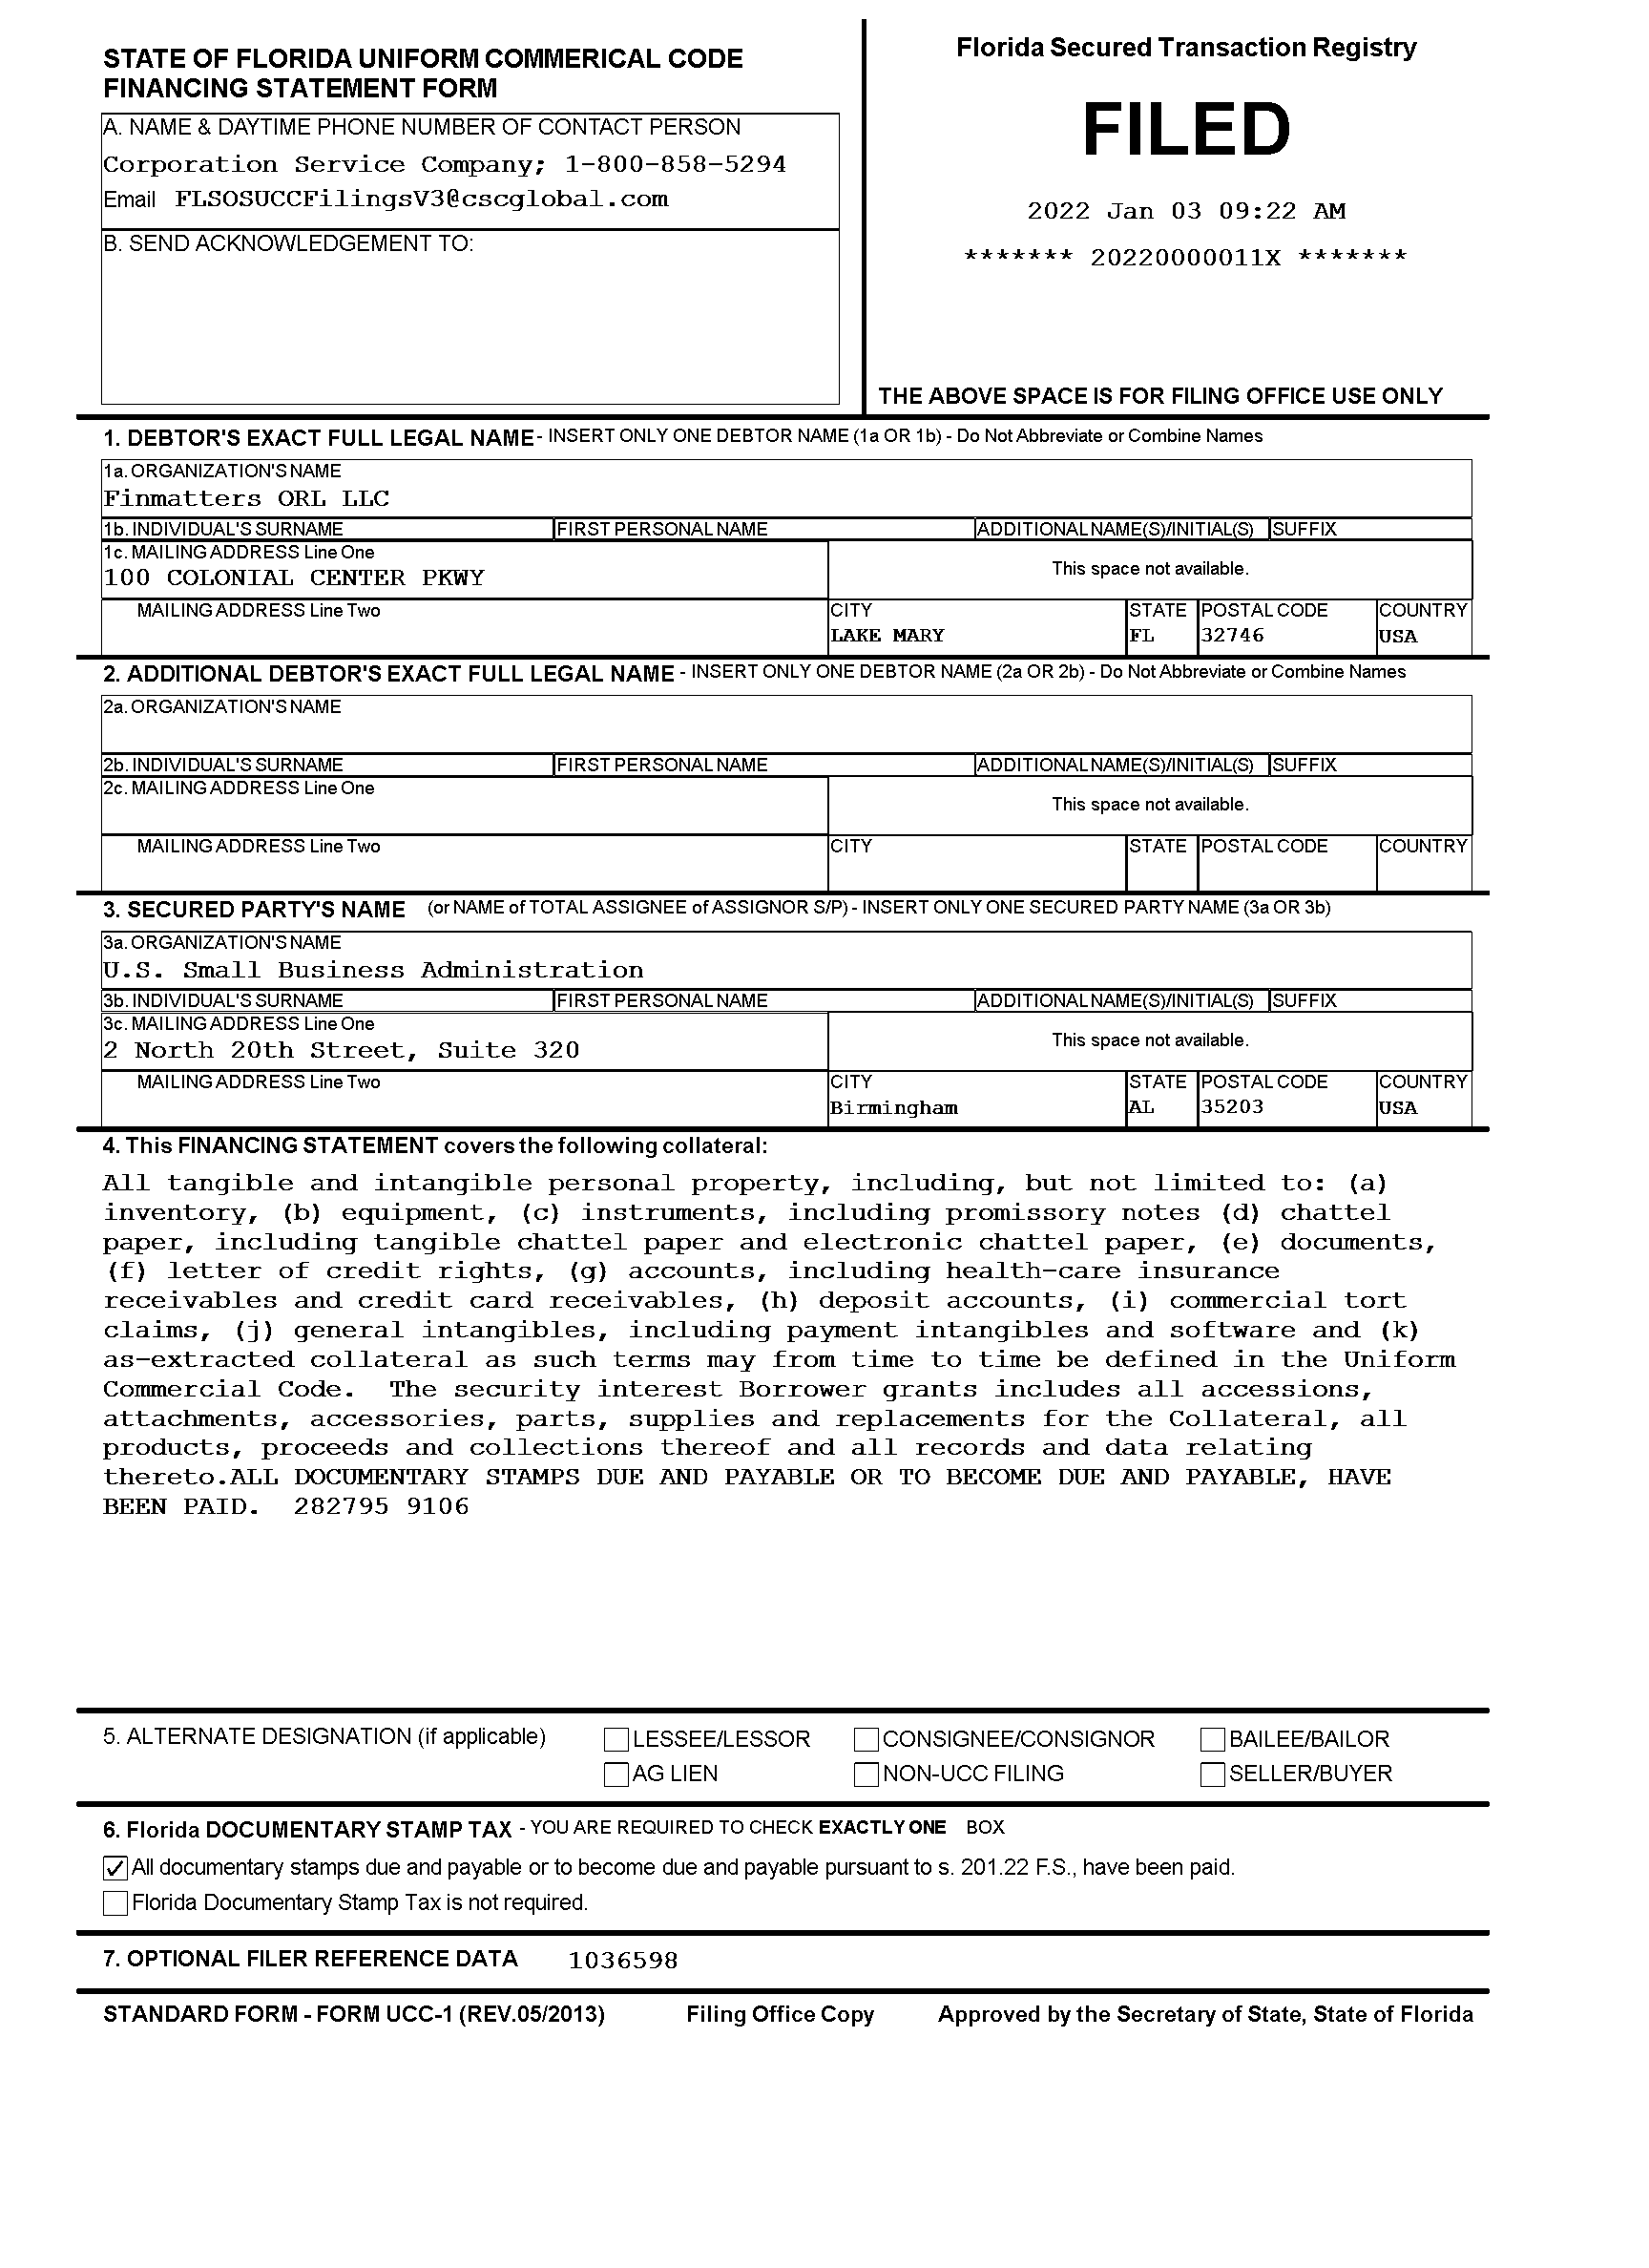 STATE OF FLORIDA UNIFORM COMMERICAL CODE
FINANCING STATEMENT FORM
A. NAME & DAYTIME PHONE NUMBER OF CONTACT PERSON
Corporation Service Company; 1-800-858-5294
Email FLSOSUCCFilingsV3@cscglobal.com
B. SEND ACKNOWLEDGEMENT TO:
Florida Secured Transaction Registry
FILED
2022 Jan 03 09:22 AM
******* 20220000011X *******
THE ABOVE SPACE IS FOR FILING OFFICE USE ONLY
1. DEBTOR'S EXACT FULL LEGAL NAME - INSERT ONLY ONE DEBTOR NAME (1a OR 1b) - Do Not Abbreviate or Combine Names
1a. ORGANIZATION'S NAME
Finmatters ORL LLC
1b. INDIVIDUAL'S SURNAME FIRST PERSONAL NAME ADDITIONAL NAME(S)/INITIAL(S) SUFFIX
1c. MAILING ADDRESS Line One
100 COLONIAL CENTER PKWY
This space not available.
MAILING ADDRESS Line Two CITY STATE POSTAL CODE COUNTRY
LAKE MARY FL 32746 USA
2. ADDITIONAL DEBTOR'S EXACT FULL LEGAL NAME - INSERT ONLY ONE DEBTOR NAME (2a OR 2b) - Do Not Abbreviate or Combine Names
2a. ORGANIZATION'S NAME
2b. INDIVIDUAL'S SURNAME FIRST PERSONAL NAME ADDITIONAL NAME(S)/INITIAL(S) SUFFIX
2c. MAILING ADDRESS Line One
This space not available.
MAILING ADDRESS Line Two CITY STATE POSTAL CODE COUNTRY
3. SECURED PARTY'S NAME (or NAME of TOTAL ASSIGNEE of ASSIGNOR S/P) - INSERT ONLY ONE SECURED PARTY NAME (3a OR 3b)
3a. ORGANIZATION'S NAME
U.S. Small Business Administration
3b. INDIVIDUAL'S SURNAME FIRST PERSONAL NAME ADDITIONAL NAME(S)/INITIAL(S) SUFFIX
3c. MAILING ADDRESS Line One
2 North 20th Street, Suite 320
This space not available.
MAILING ADDRESS Line Two CITY STATE POSTAL CODE COUNTRY
Birmingham AL 35203 USA
4. This FINANCING STATEMENT covers the following collateral:
All tangible and intangible personal property, including, but not limited to: (a)
inventory, (b) equipment, (c) instruments, including promissory notes (d) chattel
paper, including tangible chattel paper and electronic chattel paper, (e) documents,
(f) letter of credit rights, (g) accounts, including health-care insurance
receivables and credit card receivables, (h) deposit accounts, (i) commercial tort
claims, (j) general intangibles, including payment intangibles and software and (k)
as-extracted collateral as such terms may from time to time be defined in the Uniform
Commercial Code.  The security interest Borrower grants includes all accessions,
attachments, accessories, parts, supplies and replacements for the Collateral, all
products, proceeds and collections thereof and all records and data relating
thereto.ALL DOCUMENTARY STAMPS DUE AND PAYABLE OR TO BECOME DUE AND PAYABLE, HAVE
BEEN PAID.  282795 9106
5. ALTERNATE DESIGNATION (if applicable) LESSEE/LESSOR CONSIGNEE/CONSIGNOR BAILEE/BAILOR
AG LIEN NON-UCC FILING SELLER/BUYER
6. Florida DOCUMENTARY STAMP TAX - YOU ARE REQUIRED TO CHECK EXACTLY ONE BOX
✓ All documentary stamps due and payable or to become due and payable pursuant to s. 201.22 F.S., have been paid.
Florida Documentary Stamp Tax is not required.
7. OPTIONAL FILER REFERENCE DATA 1036598
STANDARD FORM - FORM UCC-1 (REV.05/2013) Filing Office Copy Approved by the Secretary of State, State of Florida